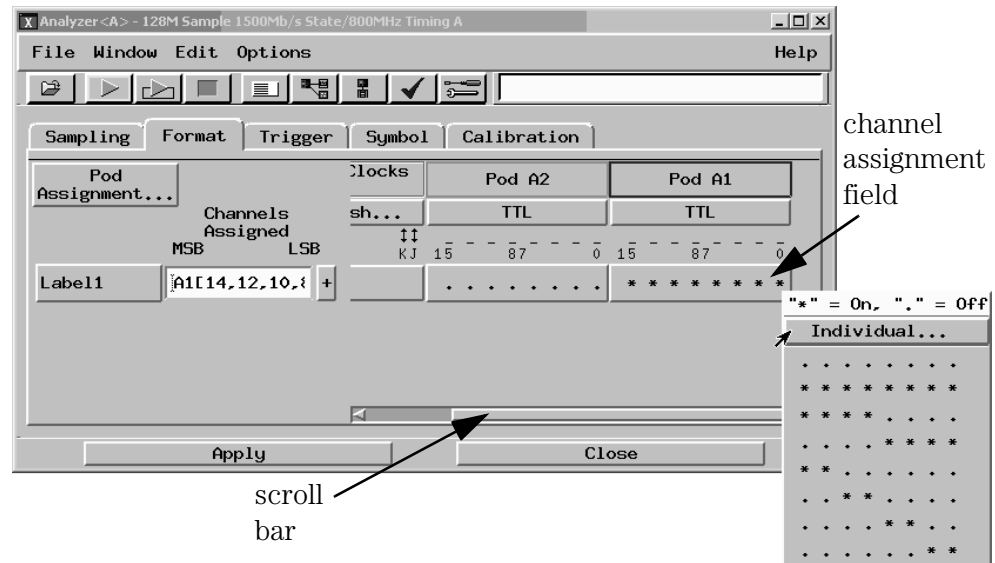 Analyzer<A> - 128M Sample 1500Mb/s State/800MHz Timing A
File Window Edit Options Help
Sampling Format Trigger Symbol Calibration
Pod
Assignment...
Channels
Assigned
MSB LSB
Clocks Pod A2 Pod A1
sh... TTL TTL
KJ 15 87 0 15 87 0
Label1 A1[14,12,10,8 + . . . . . . . . * * * * * * * *
Apply Close
channel
assignment
field
scroll
bar
"*" = On, "." = Off
Individual...
. . . . . . . .
* * * * * * * *
* * * * . . . .
. . . . * * * *
* * . . . . . .
. . * * . . . .
. . . . * * . .
. . . . . . * *